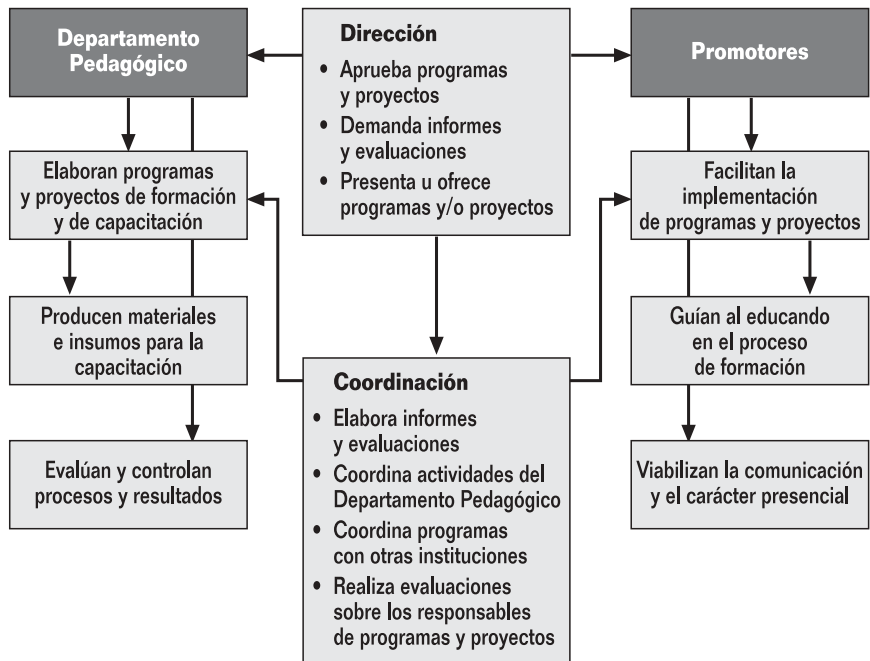 Departamento
Pedagógico
Elaboran programas
y proyectos de formación
y de capacitación
Producen materiales
e insumos para la
capacitación
Evalúan y controlan
procesos y resultados
Dirección
• Aprueba programas
y proyectos
• Demanda informes
y evaluaciones
• Presenta u ofrece
programas y/o proyectos
Coordinación
• Elabora informes
y evaluaciones
• Coordina actividades del
Departamento Pedagógico
• Coordina programas
con otras instituciones
• Realiza evaluaciones
sobre los responsables
de programas y proyectos
Promotores
Facilitan la
implementación
de programas y proyectos
Guían al educando
en el proceso
de formación
Viabilizan la comunicación
y el carácter presencial